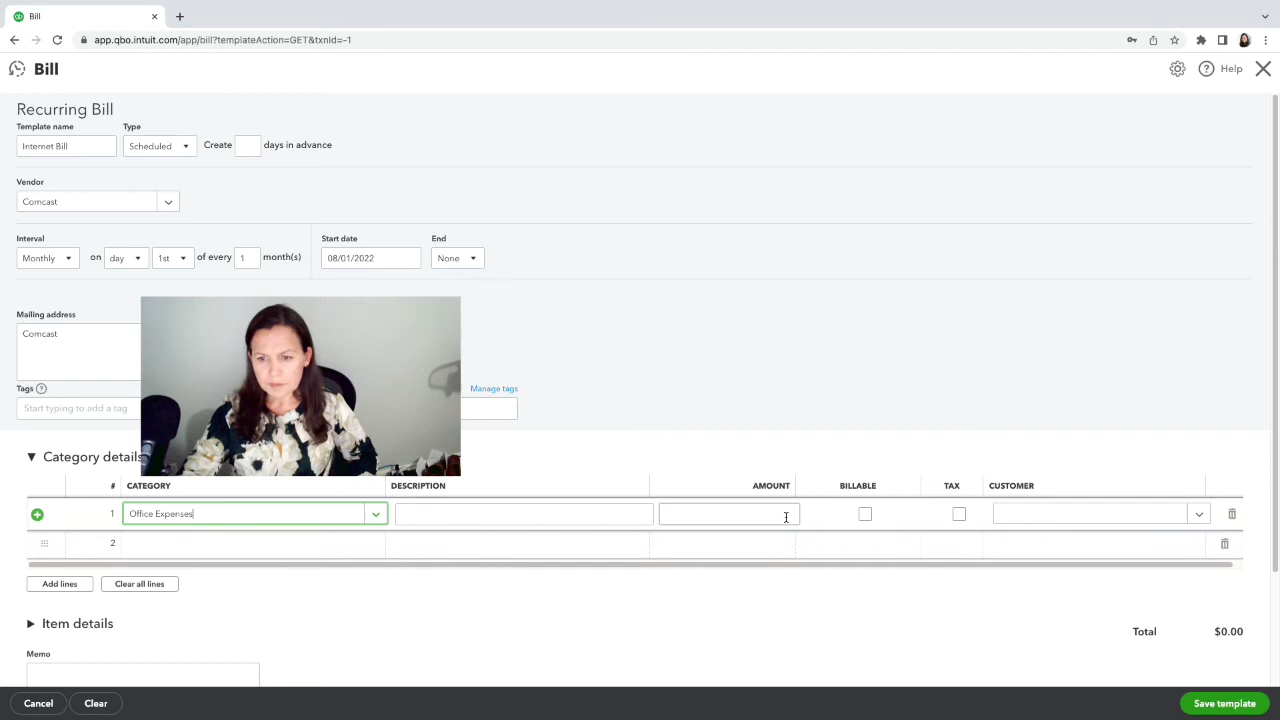 Bill
app.qbo.intuit.com/app/bill?templateAction=GET&txnId=-1
Bill
Help
Recurring Bill
Template name Type
Internet Bill Scheduled Create days in advance
Vendor
Comcast
Interval Start date End
Monthly on day 1st of every 1 month(s) 08/01/2022 None
Mailing address
Comcast
Tags ? Manage tags
Start typing to add a tag
Category details
# CATEGORY DESCRIPTION AMOUNT BILLABLE TAX CUSTOMER
1 Office Expenses
2
Add lines Clear all lines
Item details
Total $0.00
Memo
Cancel Clear Save template